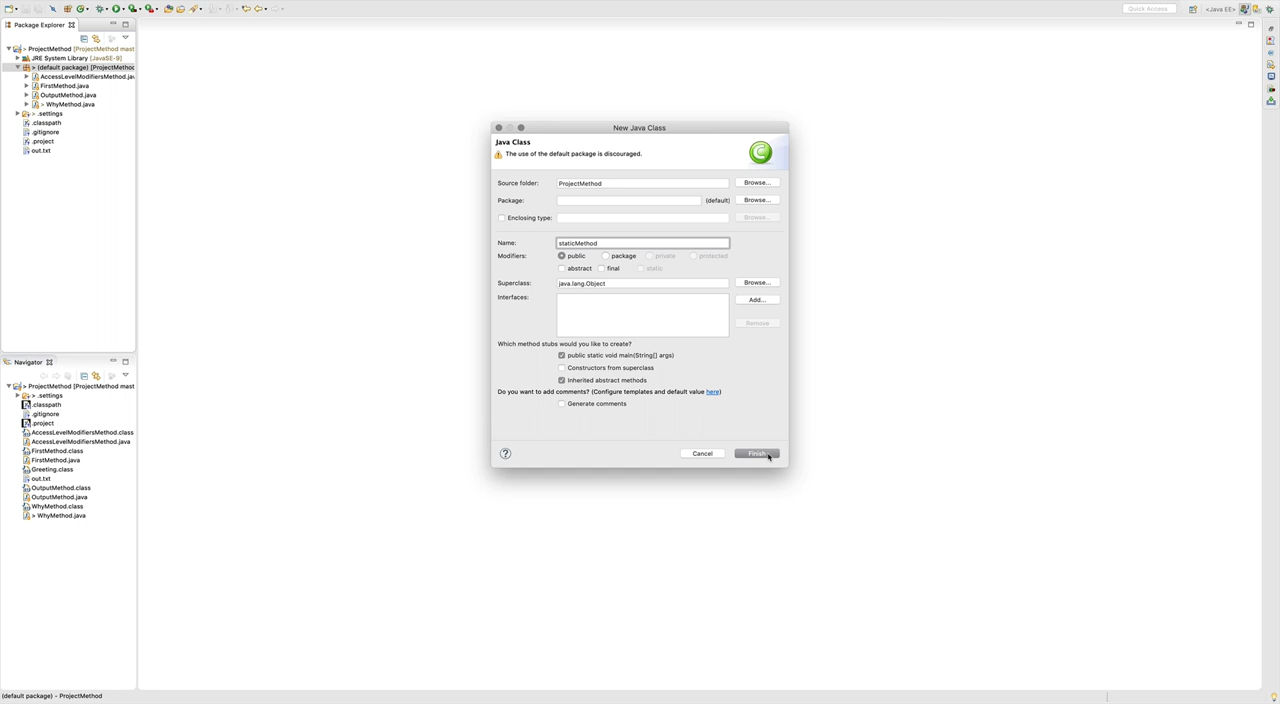 Quick Access
<Java EE>
Package Explorer
> ProjectMethod [ProjectMethod mast
JRE System Library [JavaSE-9]
> (default package) [ProjectMethod
AccessLevelModifiersMethod.jav
FirstMethod.java
OutputMethod.java
> WhyMethod.java
> .settings
.classpath
.gitignore
.project
out.txt
Navigator
> ProjectMethod [ProjectMethod mast
> .settings
.classpath
.gitignore
.project
AccessLevelModifiersMethod.class
AccessLevelModifiersMethod.java
FirstMethod.class
FirstMethod.java
Greeting.class
out.txt
OutputMethod.class
OutputMethod.java
WhyMethod.class
> WhyMethod.java
New Java Class
Java Class
The use of the default package is discouraged.
Source folder: ProjectMethod Browse...
Package: (default) Browse...
Enclosing type: Browse...
Name: staticMethod
Modifiers: public package private protected
abstract final static
Superclass: java.lang.Object Browse...
Interfaces: Add...
Remove
Which method stubs would you like to create?
public static void main(String[] args)
Constructors from superclass
Inherited abstract methods
Do you want to add comments? (Configure templates and default value here)
Generate comments
? Cancel Finish
(default package) - ProjectMethod